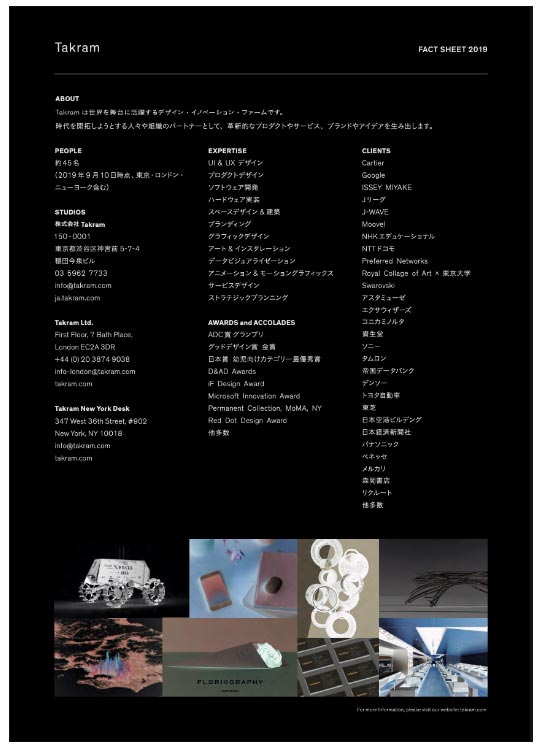 Takram
FACT SHEET 2019
ABOUT
Takram は世界を舞台に活躍するデザイン・イノベーション・ファームです。
時代を開拓しようとする人々や組織のパートナーとして、革新的なプロダクトやサービス、ブランドやアイデアを生み出します。
PEOPLE
約45名
(2019年9月10日時点、東京・ロンドン・
ニューヨーク含む)
STUDIOS
株式会社 Takram
150-0001
東京都渋谷区神宮前 5-7-4
穏田今泉ビル
03 5962 7733
info@takram.com
ja.takram.com
Takram Ltd.
First Floor, 7 Bath Place,
London EC2A 3DR
+44 (0) 20 3874 9038
info-london@takram.com
takram.com
Takram New York Desk
347 West 36th Street, #902
New York, NY 10018
info@takram.com
takram.com
EXPERTISE
UI & UX デザイン
プロダクトデザイン
ソフトウェア開発
ハードウェア実装
スペースデザイン & 建築
ブランディング
グラフィックデザイン
アート & インスタレーション
データビジュアライゼーション
アニメーション & モーショングラフィックス
サービスデザイン
ストラテジックプランニング
AWARDS and ACCOLADES
ADC賞 グランプリ
グッドデザイン賞 金賞
日本賞 幼児向けカテゴリー最優秀賞
D&AD Awards
iF Design Award
Microsoft Innovation Award
Permanent Collection, MoMA, NY
Red Dot Design Award
他多数
CLIENTS
Cartier
Google
ISSEY MIYAKE
Jリーグ
J-WAVE
Moovel
NHKエデュケーショナル
NTTドコモ
Preferred Networks
Royal Collage of Art × 東京大学
Swarovski
アスタミューゼ
エクサウィザーズ
コニカミノルタ
資生堂
ソニー
タムロン
帝国データバンク
デンソー
トヨタ自動車
東芝
日本空港ビルデング
日本経済新聞社
パナソニック
ベネッセ
メルカリ
森岡書店
リクルート
他多数
FLORIOGRAPHY
For more information, please visit our website: takram.com